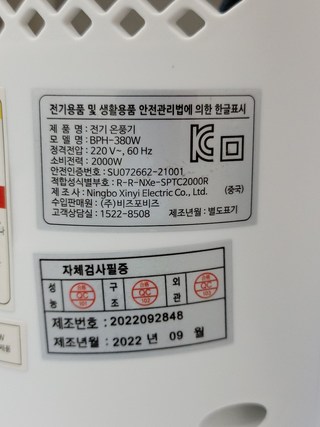 전기용품 및 생활용품 안전관리법에 의한 한글표시
제 품 명 : 전기 온풍기
모 델 명 : BPH-380W
정격전압 : 220 V~, 60 Hz
소비전력 : 2000W
안전인증번호 : SU072662-21001
적합성식별부호 : R-R-NXe-SPTC2000R
제 조 사 : Ningbo Xinyi Electric Co., Ltd. (중국)
수입판매원 : (주)비즈포비즈
고객상담실 : 1522-8508 제조년월 : 별도표기
자체검사필증
성능 QC 구조 QC 외관 QC
제조번호 : 2022092848
제조년월 : 2022 년 09 월